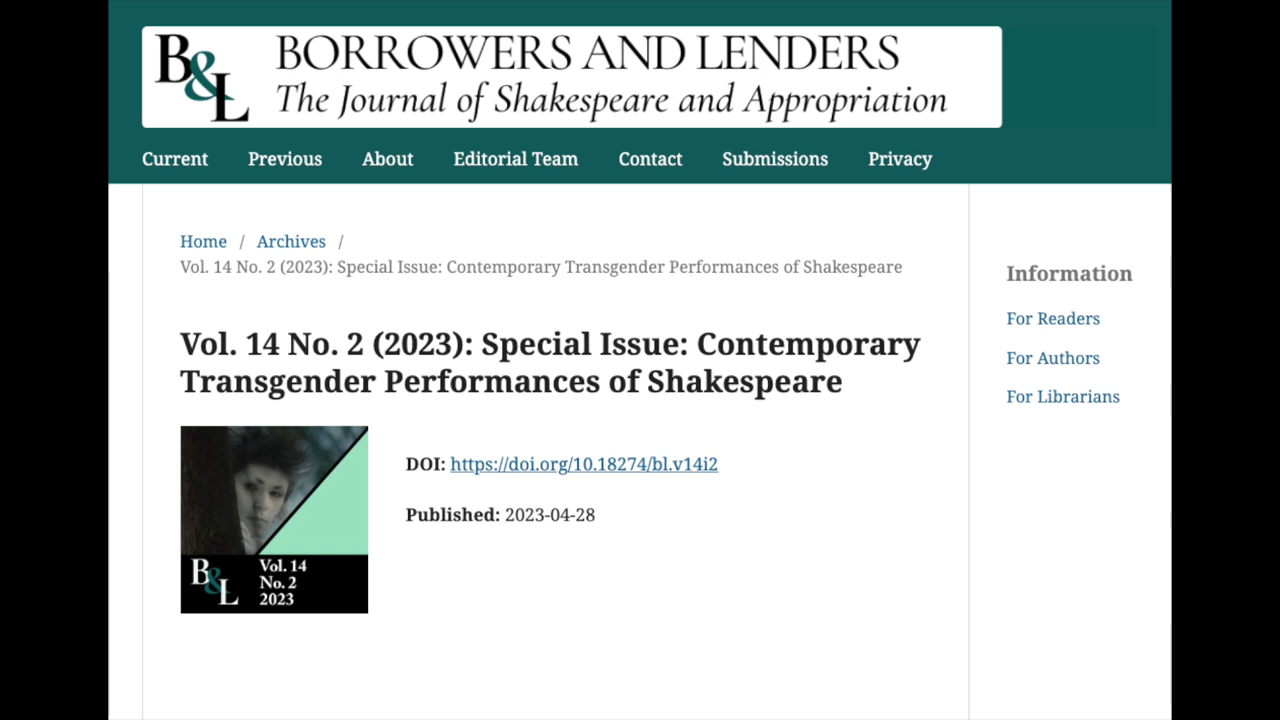 B&L
BORROWERS AND LENDERS
The Journal of Shakespeare and Appropriation
Current Previous About Editorial Team Contact Submissions Privacy
Home / Archives /
Vol. 14 No. 2 (2023): Special Issue: Contemporary Transgender Performances of Shakespeare
Vol. 14 No. 2 (2023): Special Issue: Contemporary
Transgender Performances of Shakespeare
B&L
Vol. 14
No. 2
2023
DOI: https://doi.org/10.18274/bl.v14i2
Published: 2023-04-28
Information
For Readers
For Authors
For Librarians